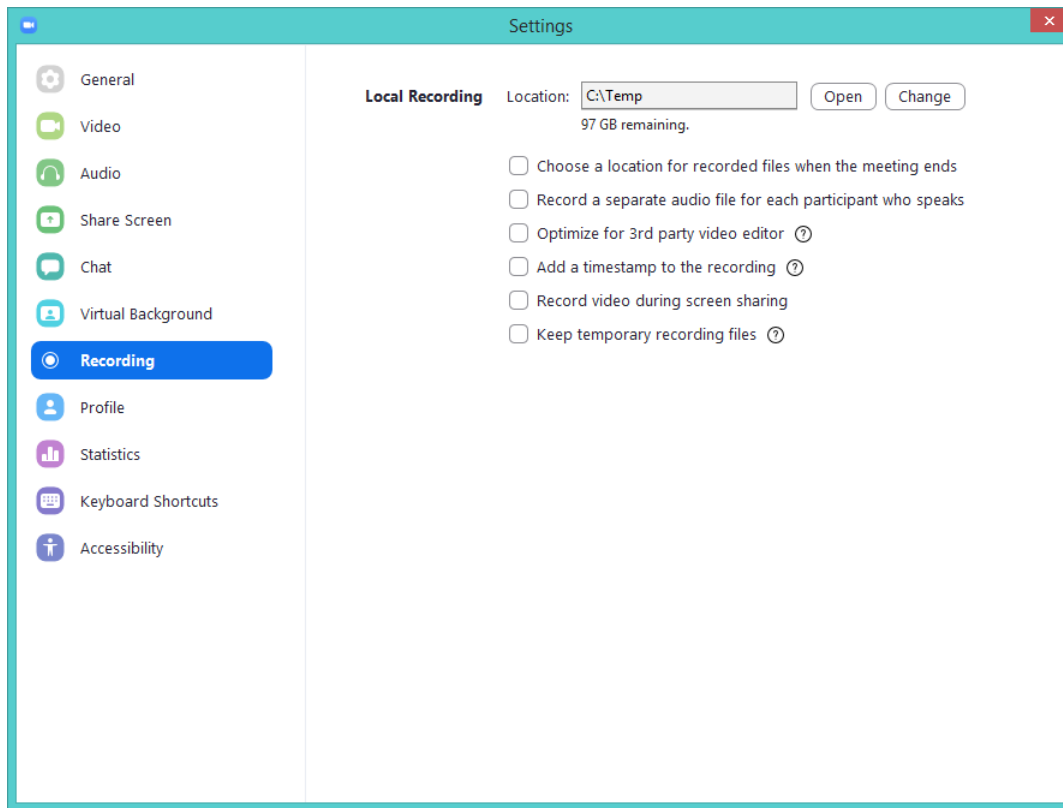 Settings
General
Video
Audio
Share Screen
Chat
Virtual Background
Recording
Profile
Statistics
Keyboard Shortcuts
Accessibility
Local Recording Location: C:\Temp Open Change
97 GB remaining.
Choose a location for recorded files when the meeting ends
Record a separate audio file for each participant who speaks
Optimize for 3rd party video editor ?
Add a timestamp to the recording ?
Record video during screen sharing
Keep temporary recording files ?